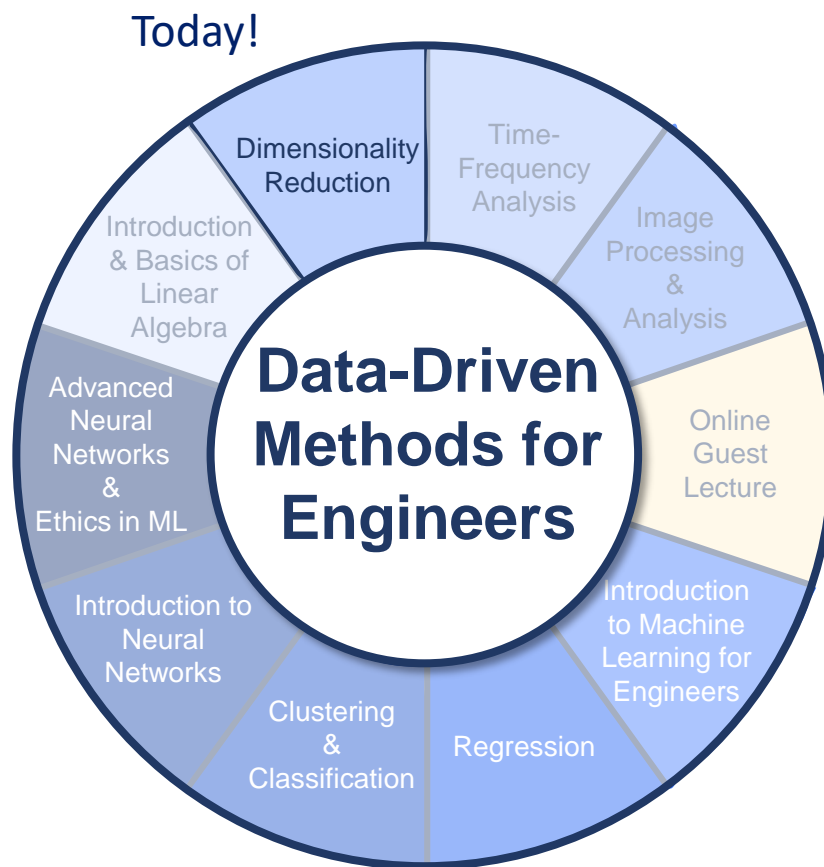 Today!
Dimensionality
Reduction
Time-
Frequency
Analysis
Image
Processing
&
Analysis
Online
Guest
Lecture
Introduction
to Machine
Learning for
Engineers
Regression
Clustering
&
Classification
Introduction to
Neural
Networks
Advanced
Neural
Networks
&
Ethics in ML
Introduction
& Basics of
Linear
Algebra
Data-Driven
Methods for
Engineers